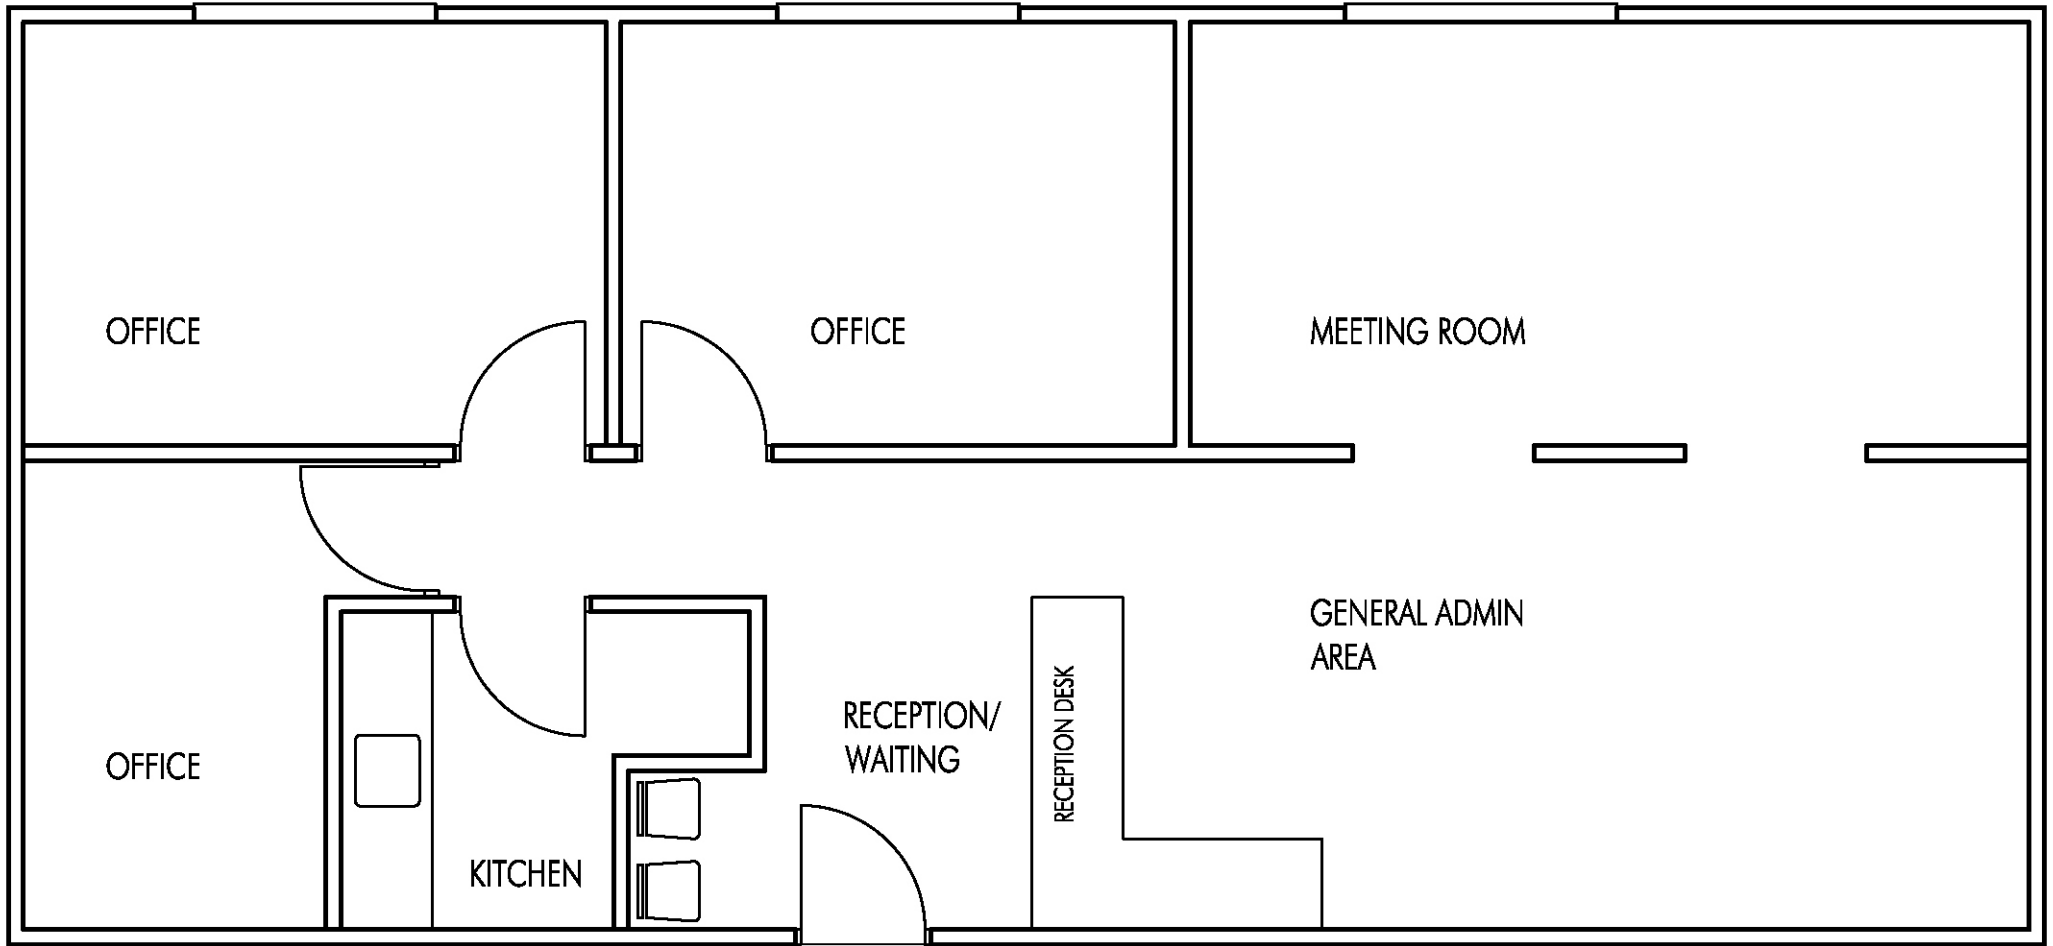 OFFICE
OFFICE
MEETING ROOM
GENERAL ADMIN
AREA
RECEPTION/
WAITING
RECEPTION DESK
OFFICE
KITCHEN